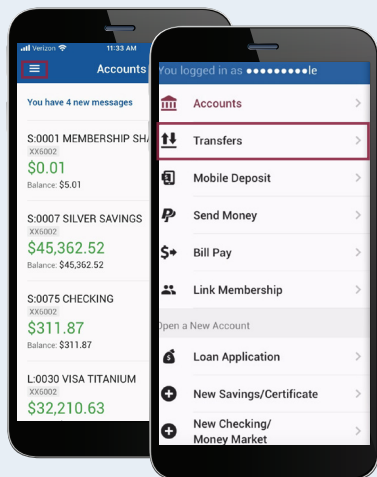 Verizon
11:33 AM
Accounts
You have 4 new messages
S:0001 MEMBERSHIP SHA
XX6002
$0.01
Balance: $5.01
S:0007 SILVER SAVINGS
XX6002
$45,362.52
Balance: $45,362.52
S:0075 CHECKING
XX6002
$311.87
Balance: $311.87
L:0030 VISA TITANIUM
XX6002
$32,210.63
You logged in as •••••••••le
Accounts
Transfers
Mobile Deposit
Send Money
Bill Pay
Link Membership
Open a New Account
Loan Application
New Savings/Certificate
New Checking/
Money Market